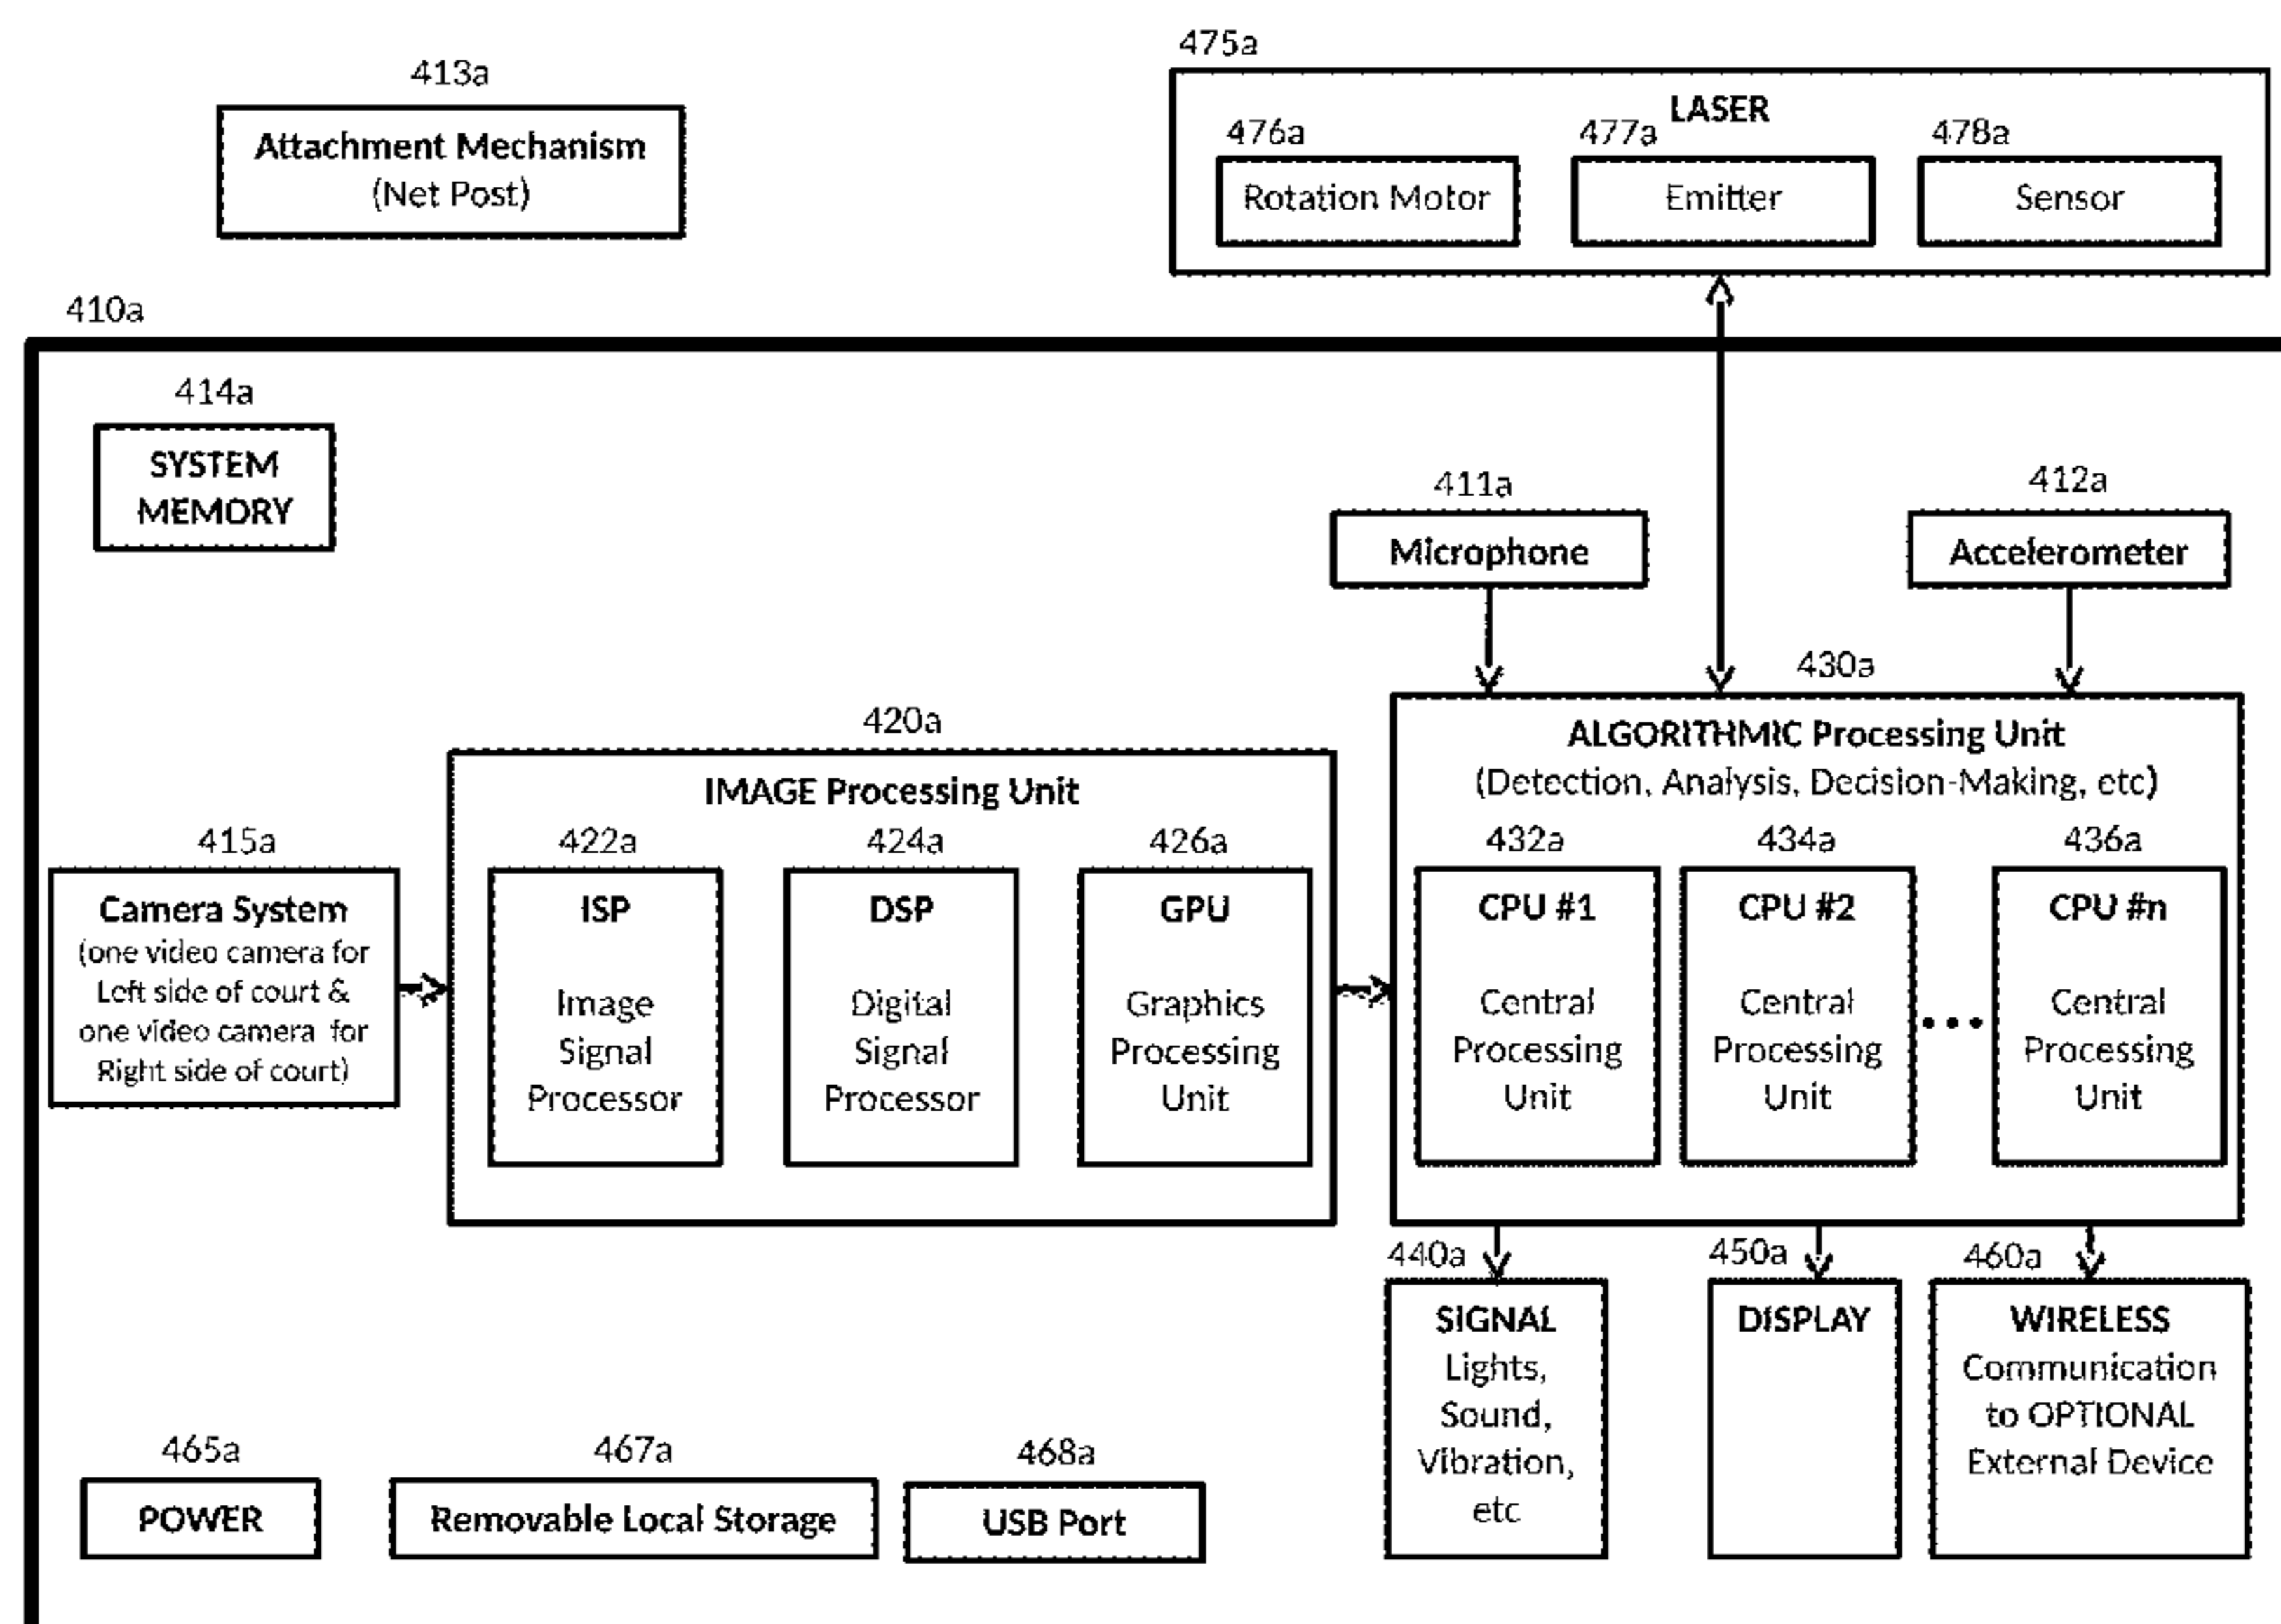 475a
413a
LASER
476a
477a
478a
Attachment Mechanism
(Net Post)
Rotation Motor
Emitter
Sensor
410a
414a
SYSTEM
MEMORY
411a
Microphone
412a
Accelerometer
430a
ALGORITHMIC Processing Unit
(Detection, Analysis, Decision-Making, etc)
420a
IMAGE Processing Unit
415a
Camera System
(one video camera for
Left side of court &
one video camera for
Right side of court)
422a
ISP
Image
Signal
Processor
424a
DSP
Digital
Signal
Processor
426a
GPU
Graphics
Processing
Unit
432a
CPU #1
Central
Processing
Unit
434a
CPU #2
Central
Processing
Unit
•••
436a
CPU #n
Central
Processing
Unit
440a
SIGNAL
Lights,
Sound,
Vibration,
etc
450a
DISPLAY
460a
WIRELESS
Communication
to OPTIONAL
External Device
465a
POWER
467a
Removable Local Storage
468a
USB Port